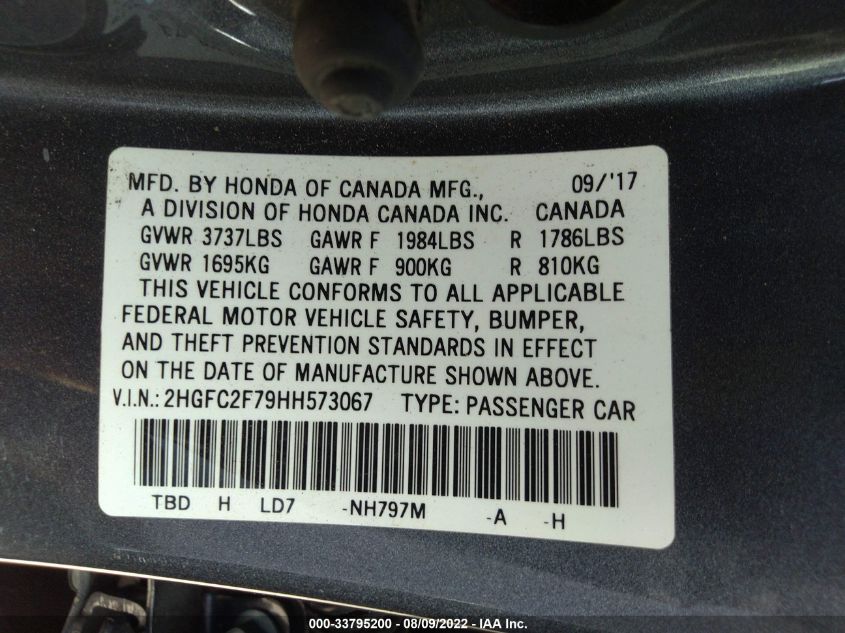 MFD. BY HONDA OF CANADA MFG., 09/'17
A DIVISION OF HONDA CANADA INC. CANADA
GVWR 3737LBS GAWR F 1984LBS R 1786LBS
GVWR 1695KG GAWR F 900KG R 810KG
THIS VEHICLE CONFORMS TO ALL APPLICABLE
FEDERAL MOTOR VEHICLE SAFETY, BUMPER,
AND THEFT PREVENTION STANDARDS IN EFFECT
ON THE DATE OF MANUFACTURE SHOWN ABOVE.
V.I.N.: 2HGFC2F79HH573067 TYPE: PASSENGER CAR
TBD H LD7 -NH797M -A -H
000-33795200 - 08/09/2022 - IAA Inc.